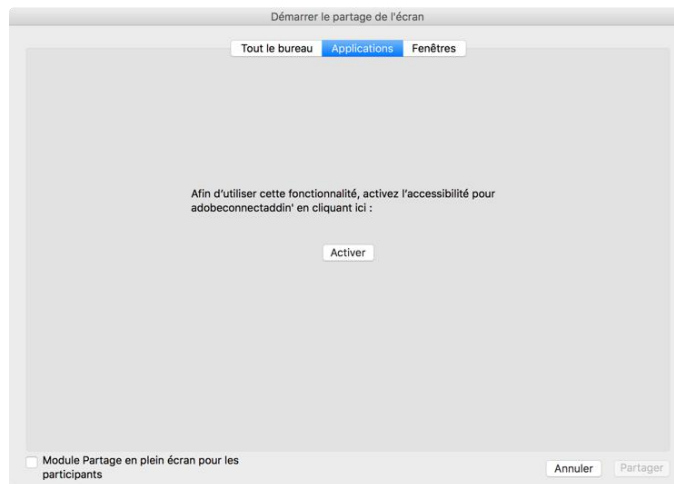 Démarrer le partage de l'écran
Tout le bureau Applications Fenêtres
Afin d'utiliser cette fonctionnalité, activez l'accessibilité pour
adobeconnectaddin' en cliquant ici :
Activer
Module Partage en plein écran pour les
participants
Annuler Partager